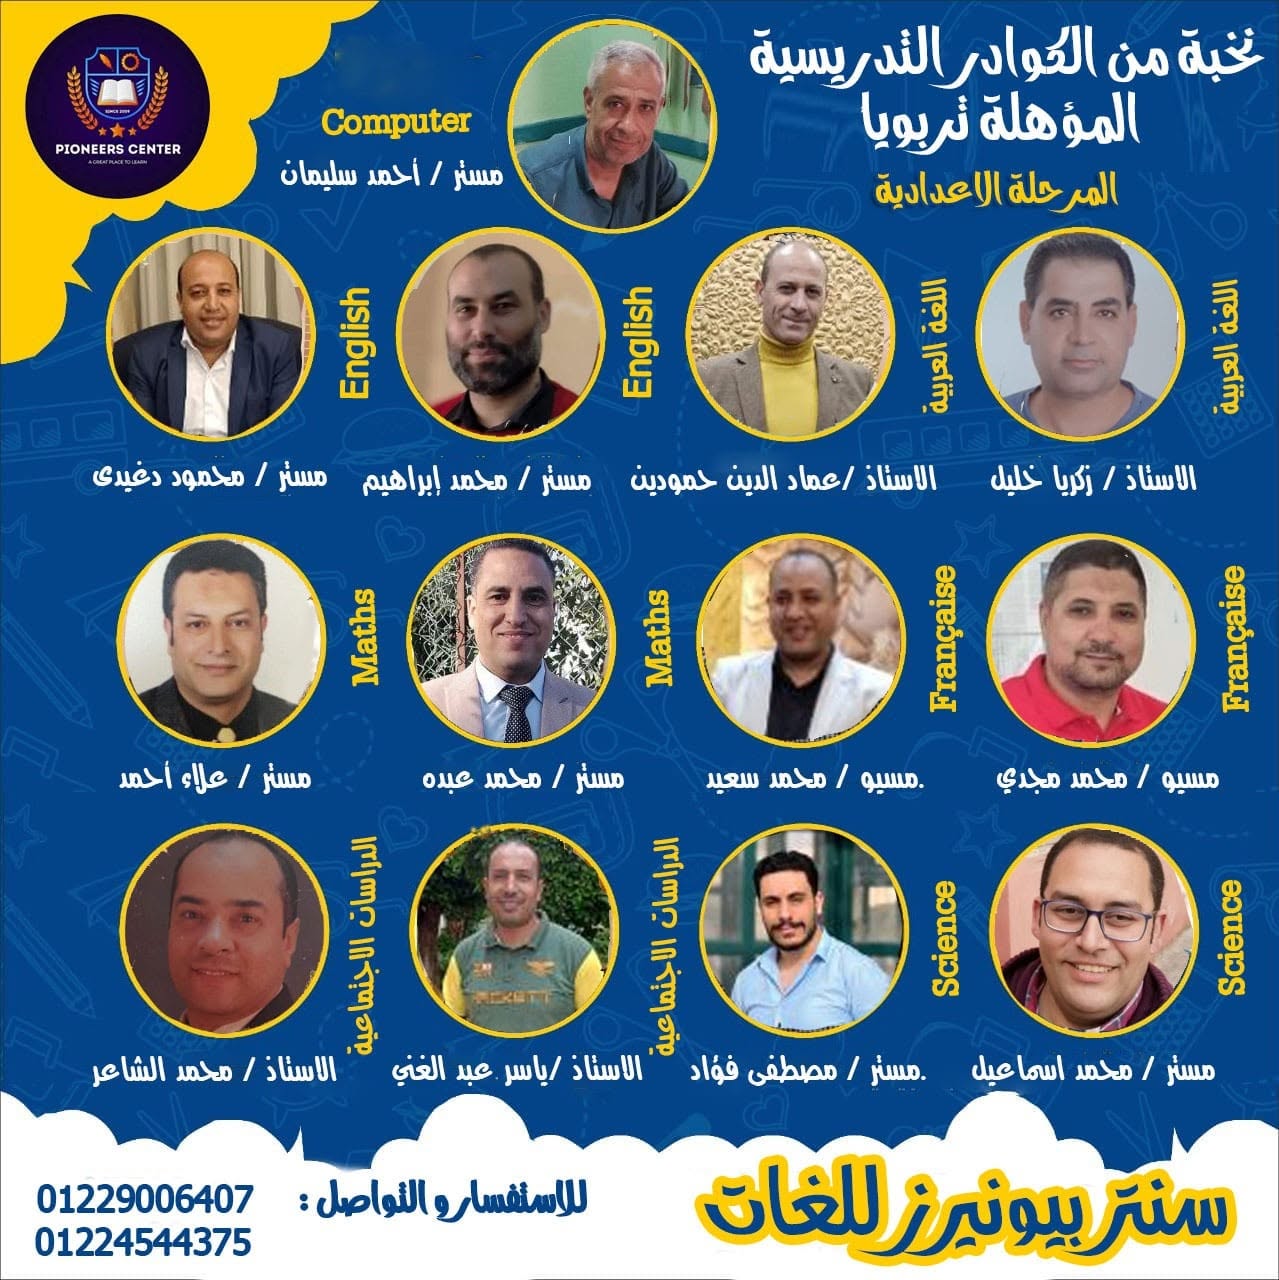 نخبة من الكوادر التدريسية
المؤهلة تربويا
المرحلة الاعدادية
SINCE 2009
PIONEERS CENTER
A GREAT PLACE TO LEARN
Computer
مستر / أحمد سليمان
اللغة العربية
الاستاذ / زكريا خليل
اللغة العربية
الاستاذ /عماد الدين حمودين
English
مستر / محمد إبراهيم
English
مستر / محمود دغيدى
Française
مسيو / محمد مجدي
Française
مسيو / محمد سعيد.
Maths
مستر / محمد عبده
Maths
مستر / علاء أحمد
Science
مستر / محمد اسماعيل
Science
مستر / مصطفى فؤاد.
الدراسات الاجتماعية
الاستاذ /ياسر عبد الغني
الدراسات الاجتماعية
الاستاذ / محمد الشاعر
سنتر بيونيرز للغات
للاستفسار و التواصل :
01229006407
01224544375